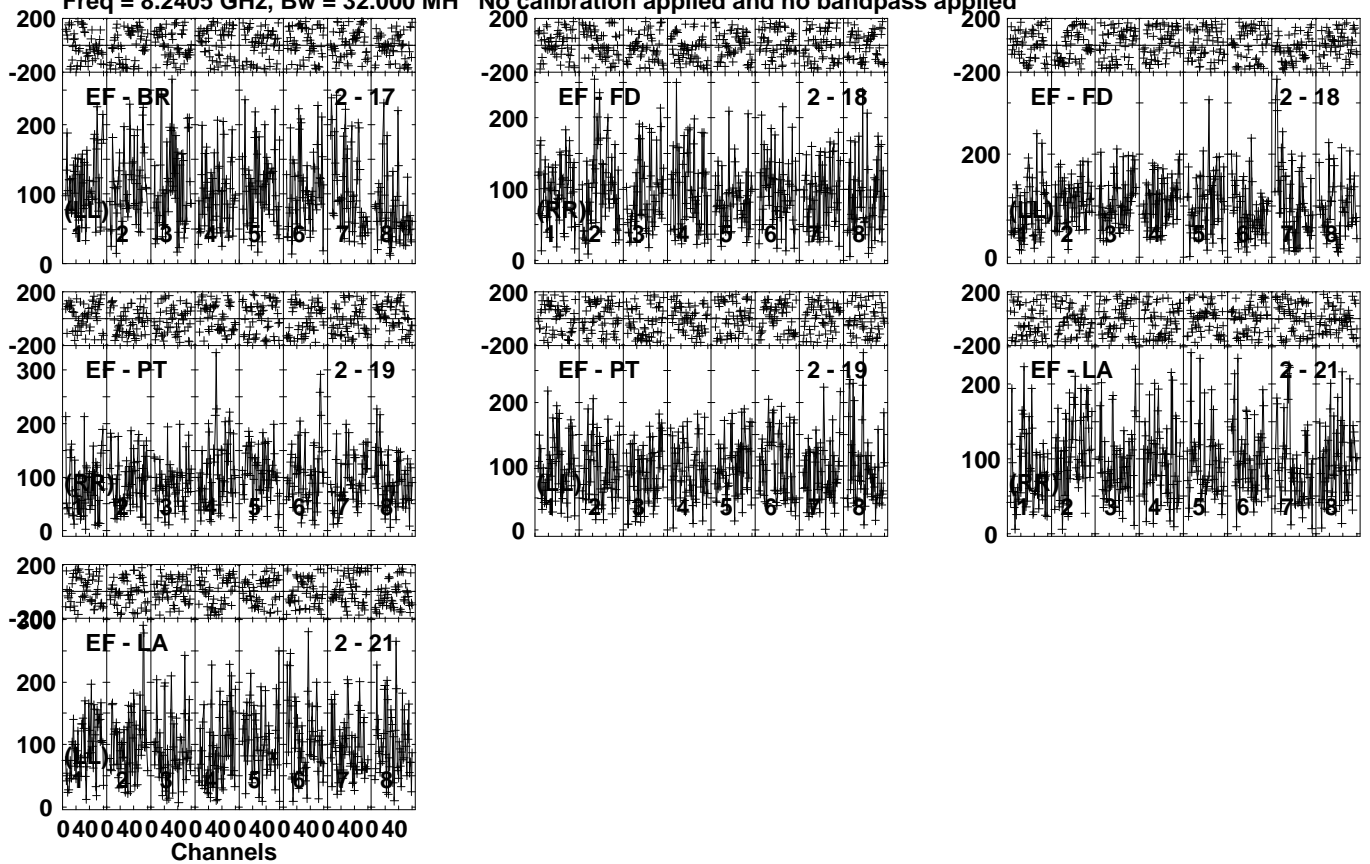 Freq = 8.2405 GHz, Bw = 32.000 MH No calibration applied and no bandpass applied
200
-200
EF - BR 2 - 17
200
100
(LL)
1 2 3 4 5 6 7 8
0
200
-200
EF - FD 2 - 18
200
100
(RR)
1 2 3 4 5 6 7 8
0
200
-200
EF - FD 2 - 18
200
(LL)
1 2 3 4 5 6 7 8
0
200
-200
300
EF - PT 2 - 19
200
100
(RR)
1 2 3 4 5 6 7 8
0
200
-200
EF - PT 2 - 19
200
100
(LL)
1 2 3 4 5 6 7 8
0
200
-200
EF - LA 2 - 21
200
100
(RR)
1 2 3 4 5 6 7 8
0
200
-200
300
EF - LA 2 - 21
200
100
(LL)
1 2 3 4 5 6 7 8
0
0 40 0 40 0 40 0 40 0 40 0 40 0 40 0 40
Channels